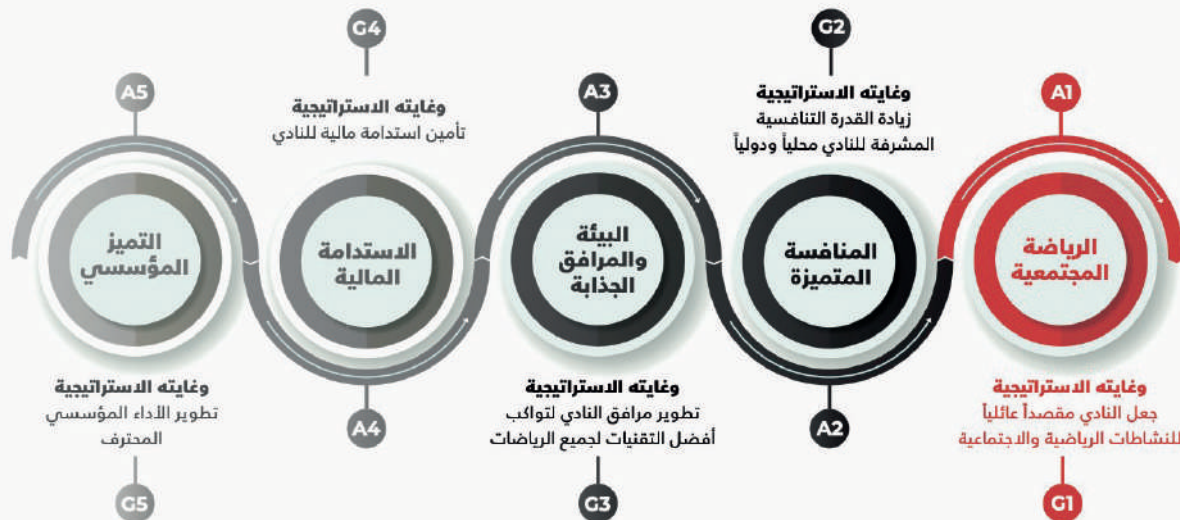 A1
الرياضة
المجتمعية
وغايته الاستراتيجية
جعل النادي مقصداً عائلياً
للنشاطات الرياضية والاجتماعية
G1
G2
وغايته الاستراتيجية
زيادة القدرة التنافسية
المشرفة للنادي محلياً ودولياً
المنافسة
المتميزة
A2
A3
البيئة
والمرافق
الجذابة
وغايته الاستراتيجية
تطوير مرافق النادي لتواكب
أفضل التقنيات لجميع الرياضات
G3
G4
وغايته الاستراتيجية
تأمين استدامة مالية للنادي
الاستدامة
المالية
A4
A5
التميز
المؤسسي
وغايته الاستراتيجية
تطوير الأداء المؤسسي
المحترف
G5